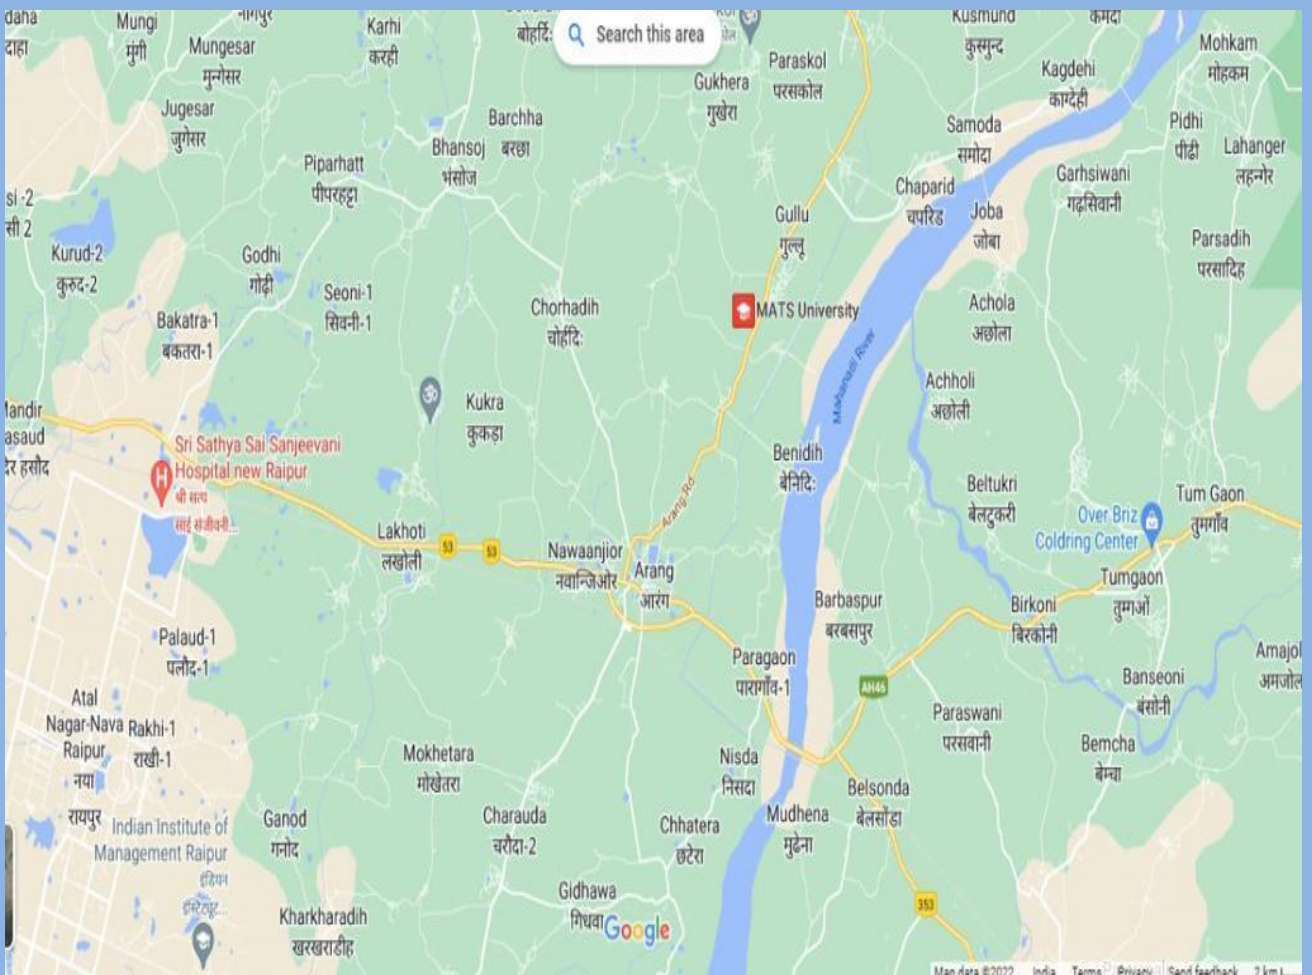 Mungi
मुंगी
नागपुर
Mungesar
मुन्गेसर
Karhi
करही
बोहर्दि:
Search this area
Kusmund
कुस्मुन्द
कमदा
Mohkam
मोहकम
Paraskol
परसकोल
Gukhera
गुखेरा
Kagdehi
काग्देही
Jugesar
जुगेसर
Barchha
बरछा
Bhansoj
भंसोज
Samoda
समोदा
Pidhi
पीढी
Lahanger
लहन्गेर
Piparhatt
पीपरहट्टा
Chaparid
चपरिड
Garhsiwani
गढ़सिवानी
si -2
सी 2
Gullu
गुल्लू
Joba
जोबा
Kurud-2
कुरुद-2
Godhi
गोढ़ी
Parsadih
परसादिह
Seoni-1
सिवनी-1
Chorhadih
चोर्हदि:
MATS University
Achola
अछोला
Bakatra-1
बकतरा-1
Mahanadi River
Achholi
अछोली
Kukra
कुकड़ा
Mandir
asaud
दिर हसौद
Sri Sathya Sai Sanjeevani
Hospital new Raipur
श्री सत्य
साई संजीवनी...
Benidih
बेनिदि:
Arang Rd
Beltukri
बेलटुकरी
Tum Gaon
तुमगाँव
Over Briz
Coldring Center
Lakhoti
लखोली
53
53
Nawaanjior
नवान्जिओर
Arang
आरंग
Tumgaon
तुमगओं
Barbaspur
बरबसपुर
Birkoni
बिरकोनी
Palaud-1
पलौद-1
Paragaon
पारागाँव-1
AH46
Banseoni
बंसोनी
Amajol
अमजोल
Atal
Nagar-Nava
Raipur
नया
रायपुर
Rakhi-1
राखी-1
Paraswani
परसवानी
Bemcha
बेम्चा
Mokhetara
मोखेतरा
Nisda
निसदा
Belsonda
बेलसोंडा
Indian Institute of
Management Raipur
इंडियन
इंस्टिट्यूट...
Ganod
गनोद
Charauda
चरौदा-2
Chhatera
छटेरा
Mudhena
मुढेना
Gidhawa
गिधवा
Google
353
Kharkharadih
खरखराडीह
Map data ©2022 India Terms Privacy Send feedback 2 km